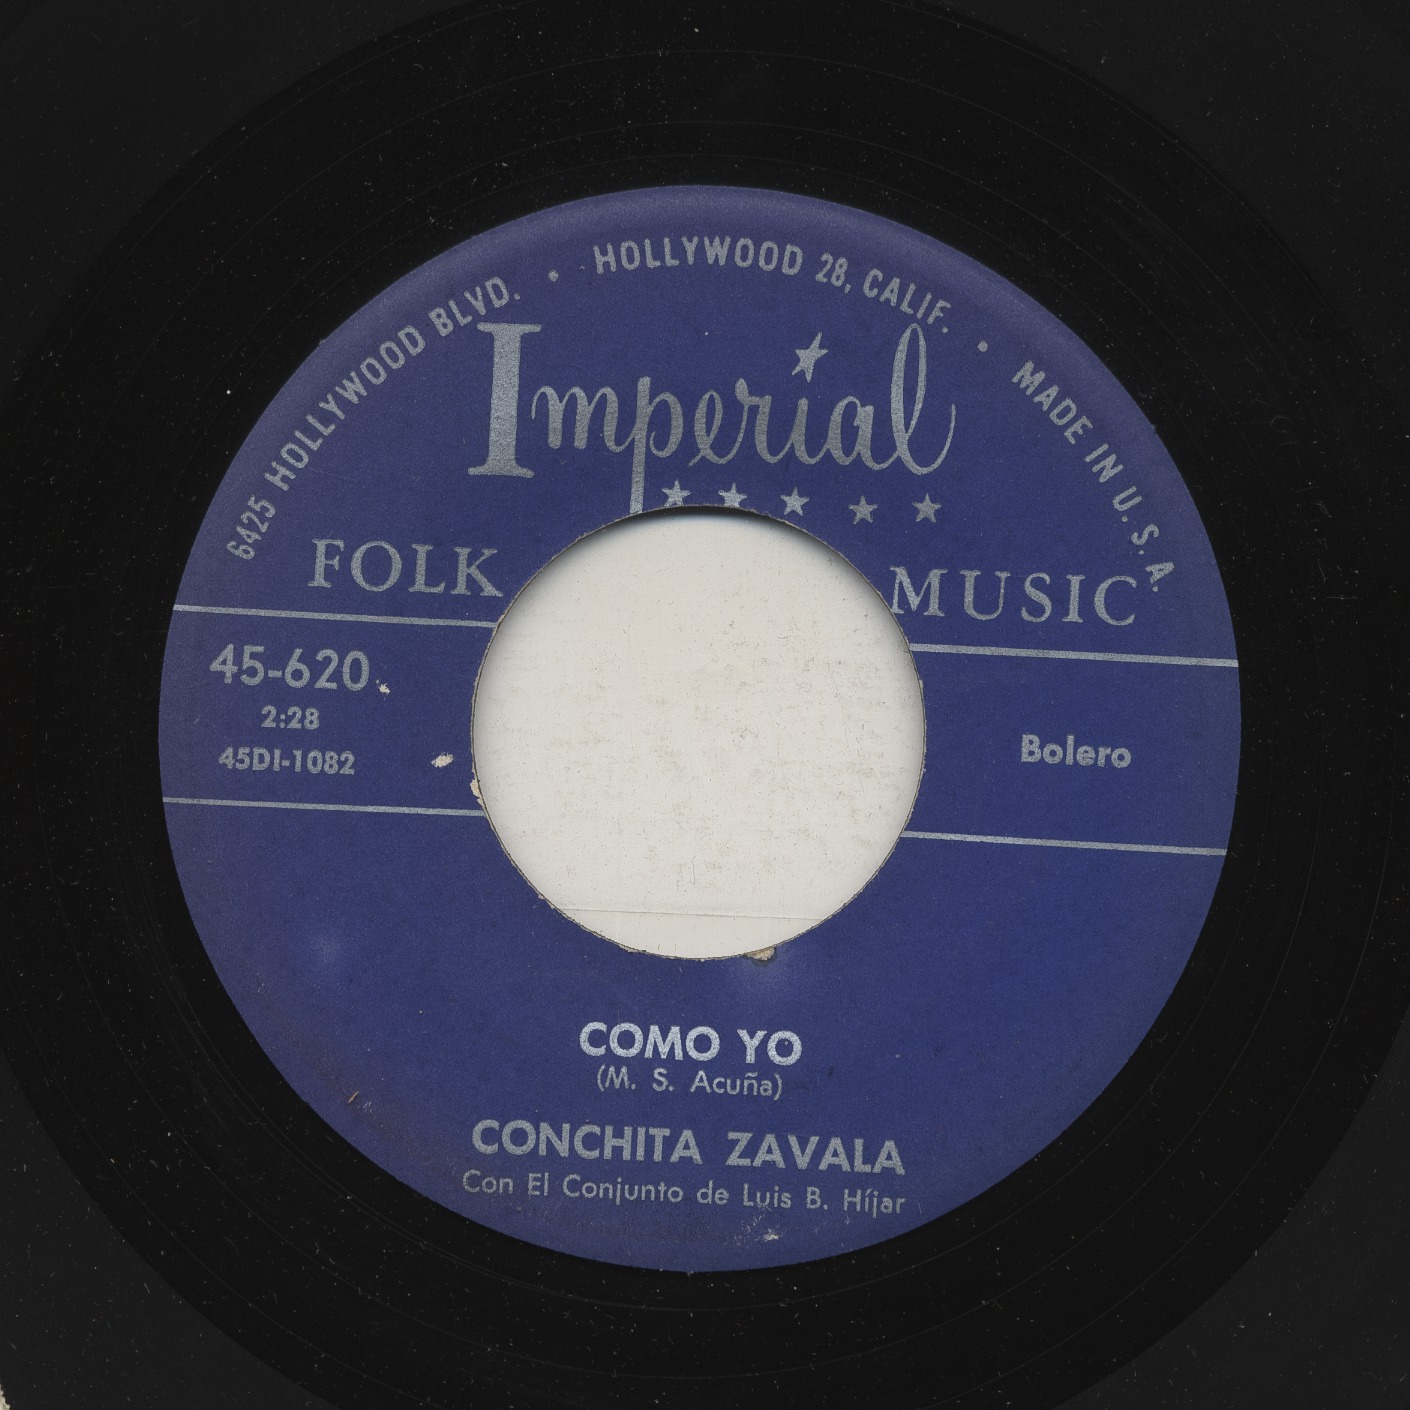 6425 HOLLYWOOD BLVD. • HOLLYWOOD 28, CALIF. • MADE IN U.S.A.
Imperial
FOLK MUSIC
45-620
2:28
45DI-1082
Bolero
COMO YO
(M. S. Acuña)
CONCHITA ZAVALA
Con El Conjunto de Luis B. Híjar